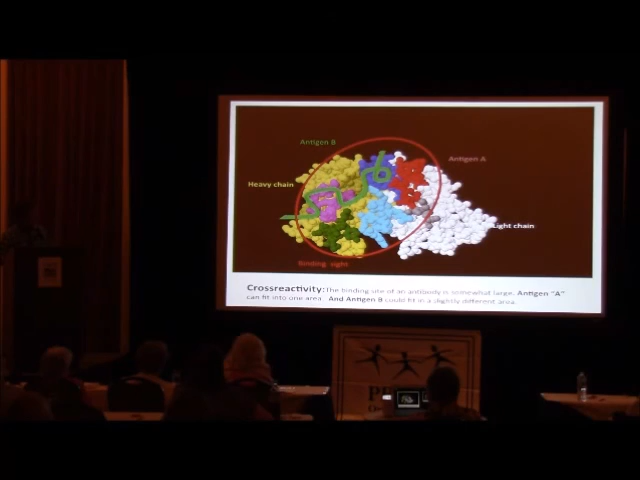 Antigen B
Antigen A
Heavy chain
Light chain
Binding sight
Crossreactivity: The binding site of an antibody is somewhat large. Antigen "A"
can fit into one area. And Antigen B could fit in a slightly different area.